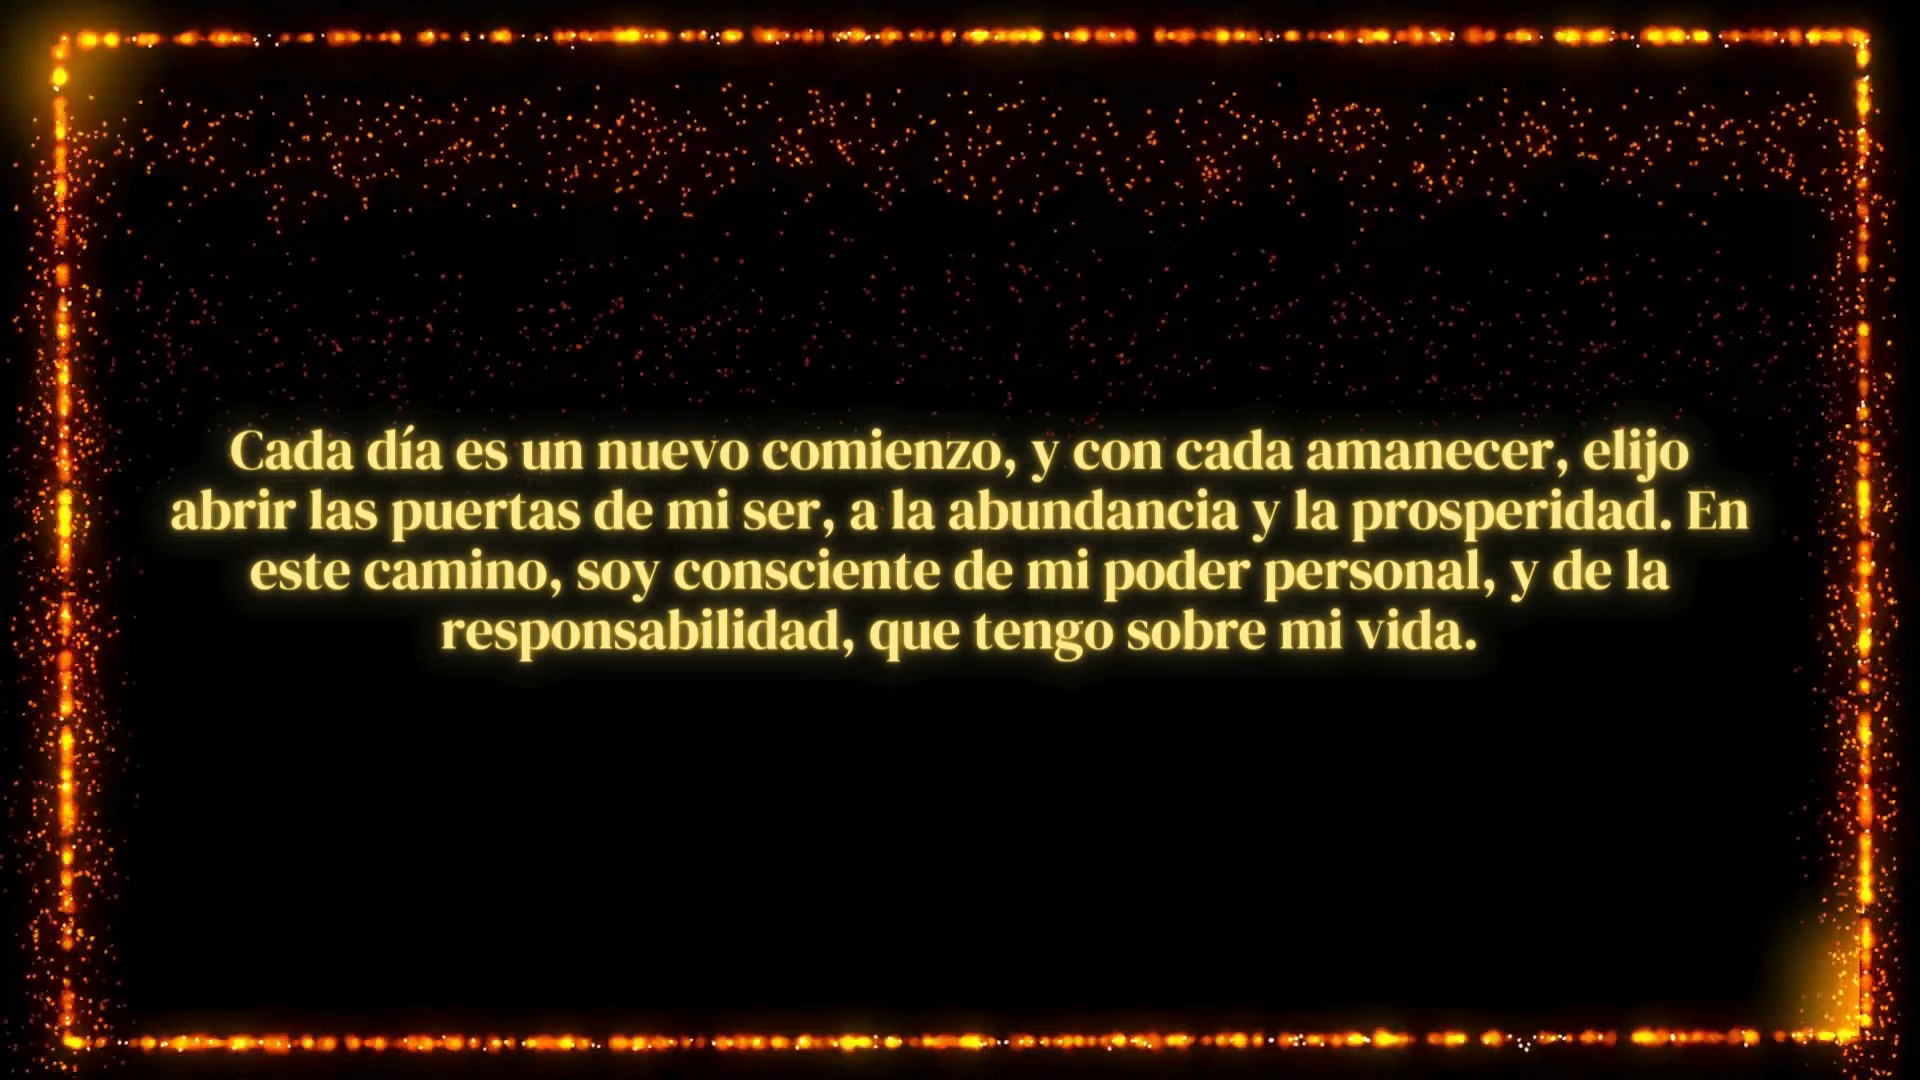 Cada día es un nuevo comienzo, y con cada amanecer, elijo
abrir las puertas de mi ser, a la abundancia y la prosperidad. En
este camino, soy consciente de mi poder personal, y de la
responsabilidad, que tengo sobre mi vida.